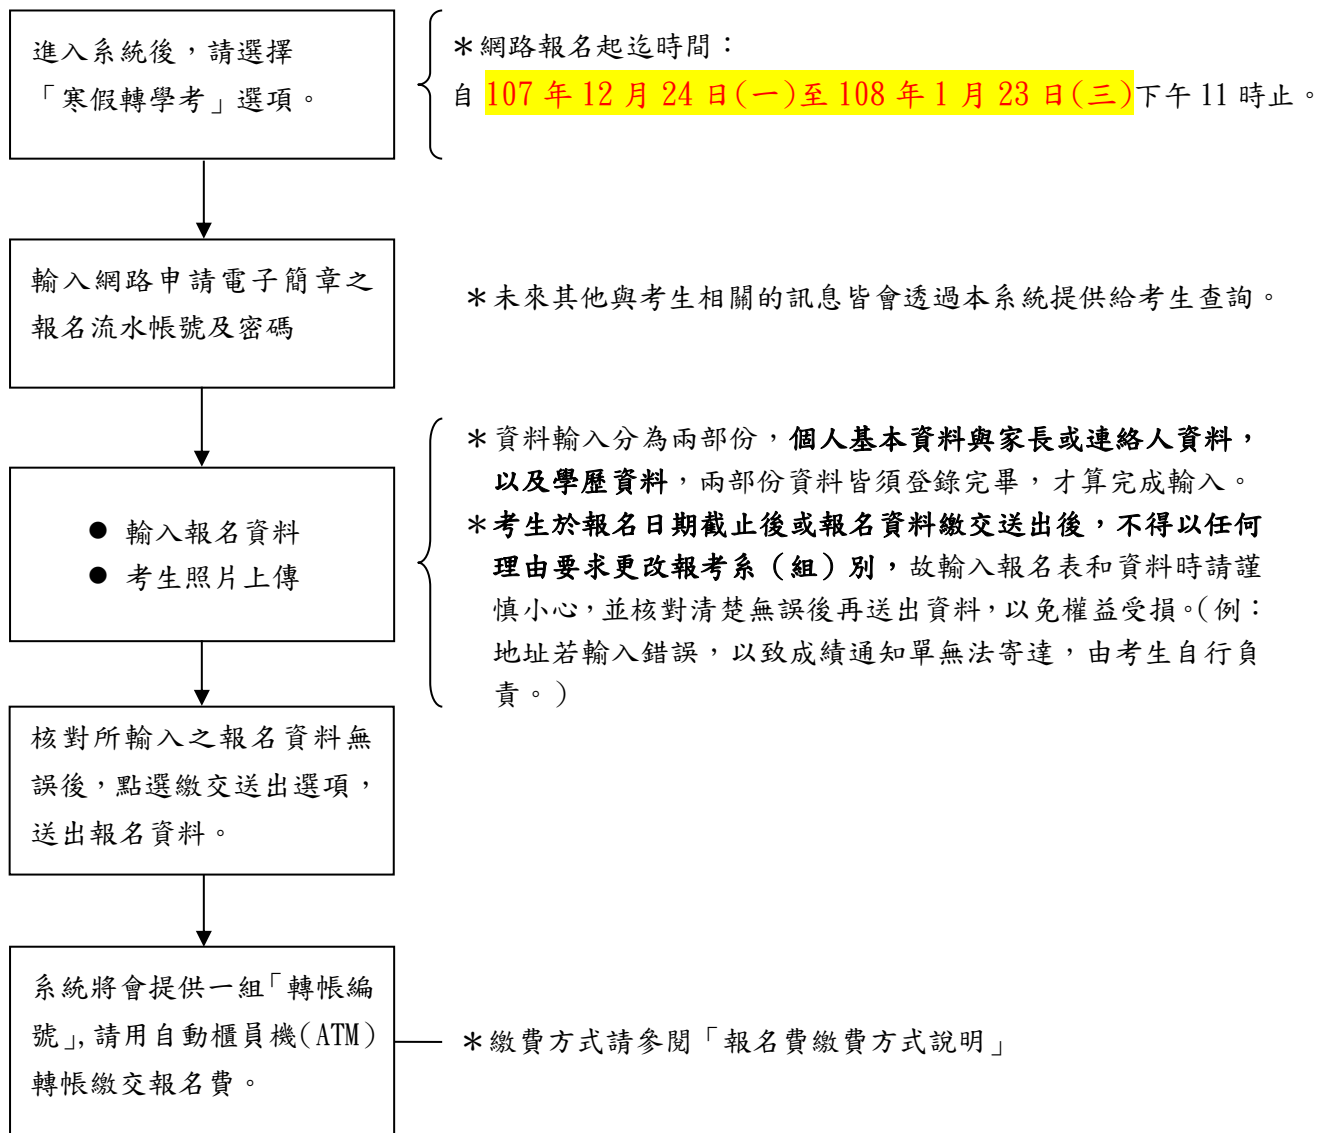 進入系統後，請選擇
「寒假轉學考」選項。
＊網路報名起迄時間：
自 107 年 12 月 24 日(一)至 108 年 1 月 23 日(三)下午 11 時止。
輸入網路申請電子簡章之
報名流水帳號及密碼
＊未來其他與考生相關的訊息皆會透過本系統提供給考生查詢。
● 輸入報名資料
● 考生照片上傳
＊資料輸入分為兩部份，個人基本資料與家長或連絡人資料，
以及學歷資料，兩部份資料皆須登錄完畢，才算完成輸入。
＊考生於報名日期截止後或報名資料繳交送出後，不得以任何
理由要求更改報考系（組）別，故輸入報名表和資料時請謹
慎小心，並核對清楚無誤後再送出資料，以免權益受損。（例：
地址若輸入錯誤，以致成績通知單無法寄達，由考生自行負
責。）
核對所輸入之報名資料無
誤後，點選繳交送出選項，
送出報名資料。
系統將會提供一組「轉帳編
號」,請用自動櫃員機(ATM)
轉帳繳交報名費。
＊繳費方式請參閱「報名費繳費方式說明」